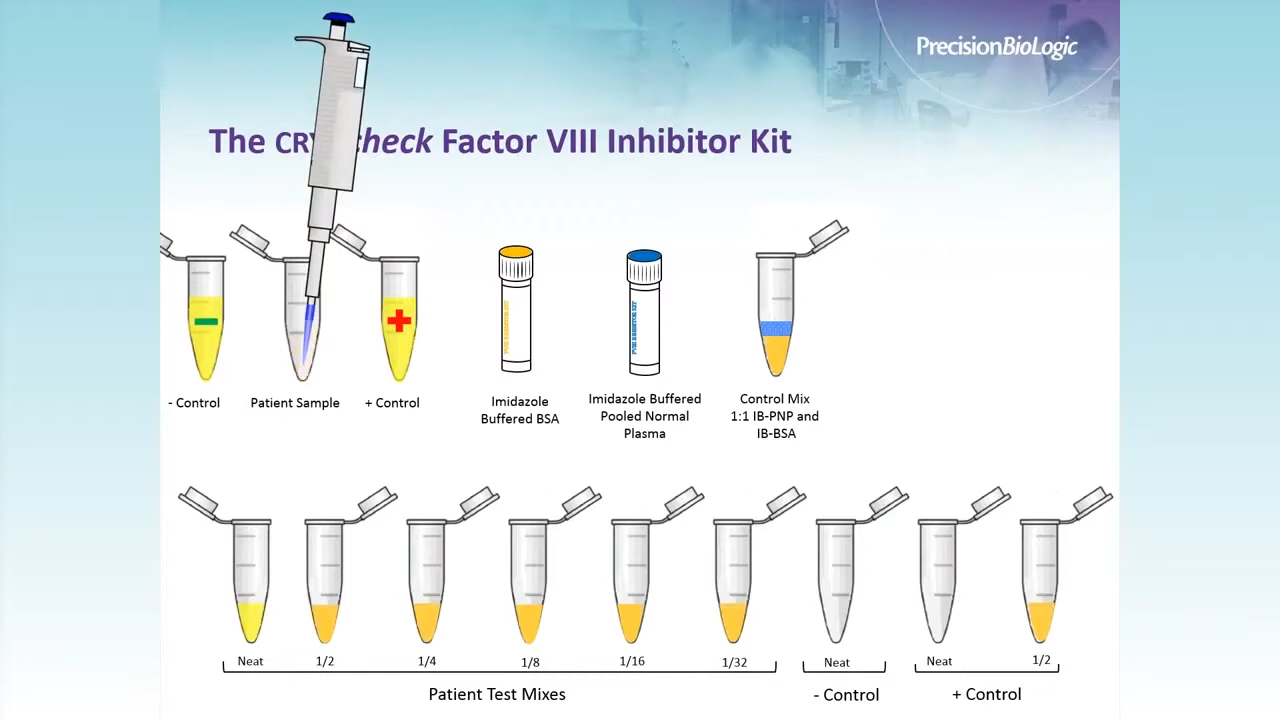 PrecisionBioLogic
The CRY check Factor VIII Inhibitor Kit
- Control
Patient Sample
+ Control
Imidazole
Buffered BSA
Imidazole Buffered
Pooled Normal
Plasma
Control Mix
1:1 IB-PNP and
IB-BSA
Neat
1/2
1/4
1/8
1/16
1/32
Neat
Neat
1/2
Patient Test Mixes
- Control
+ Control